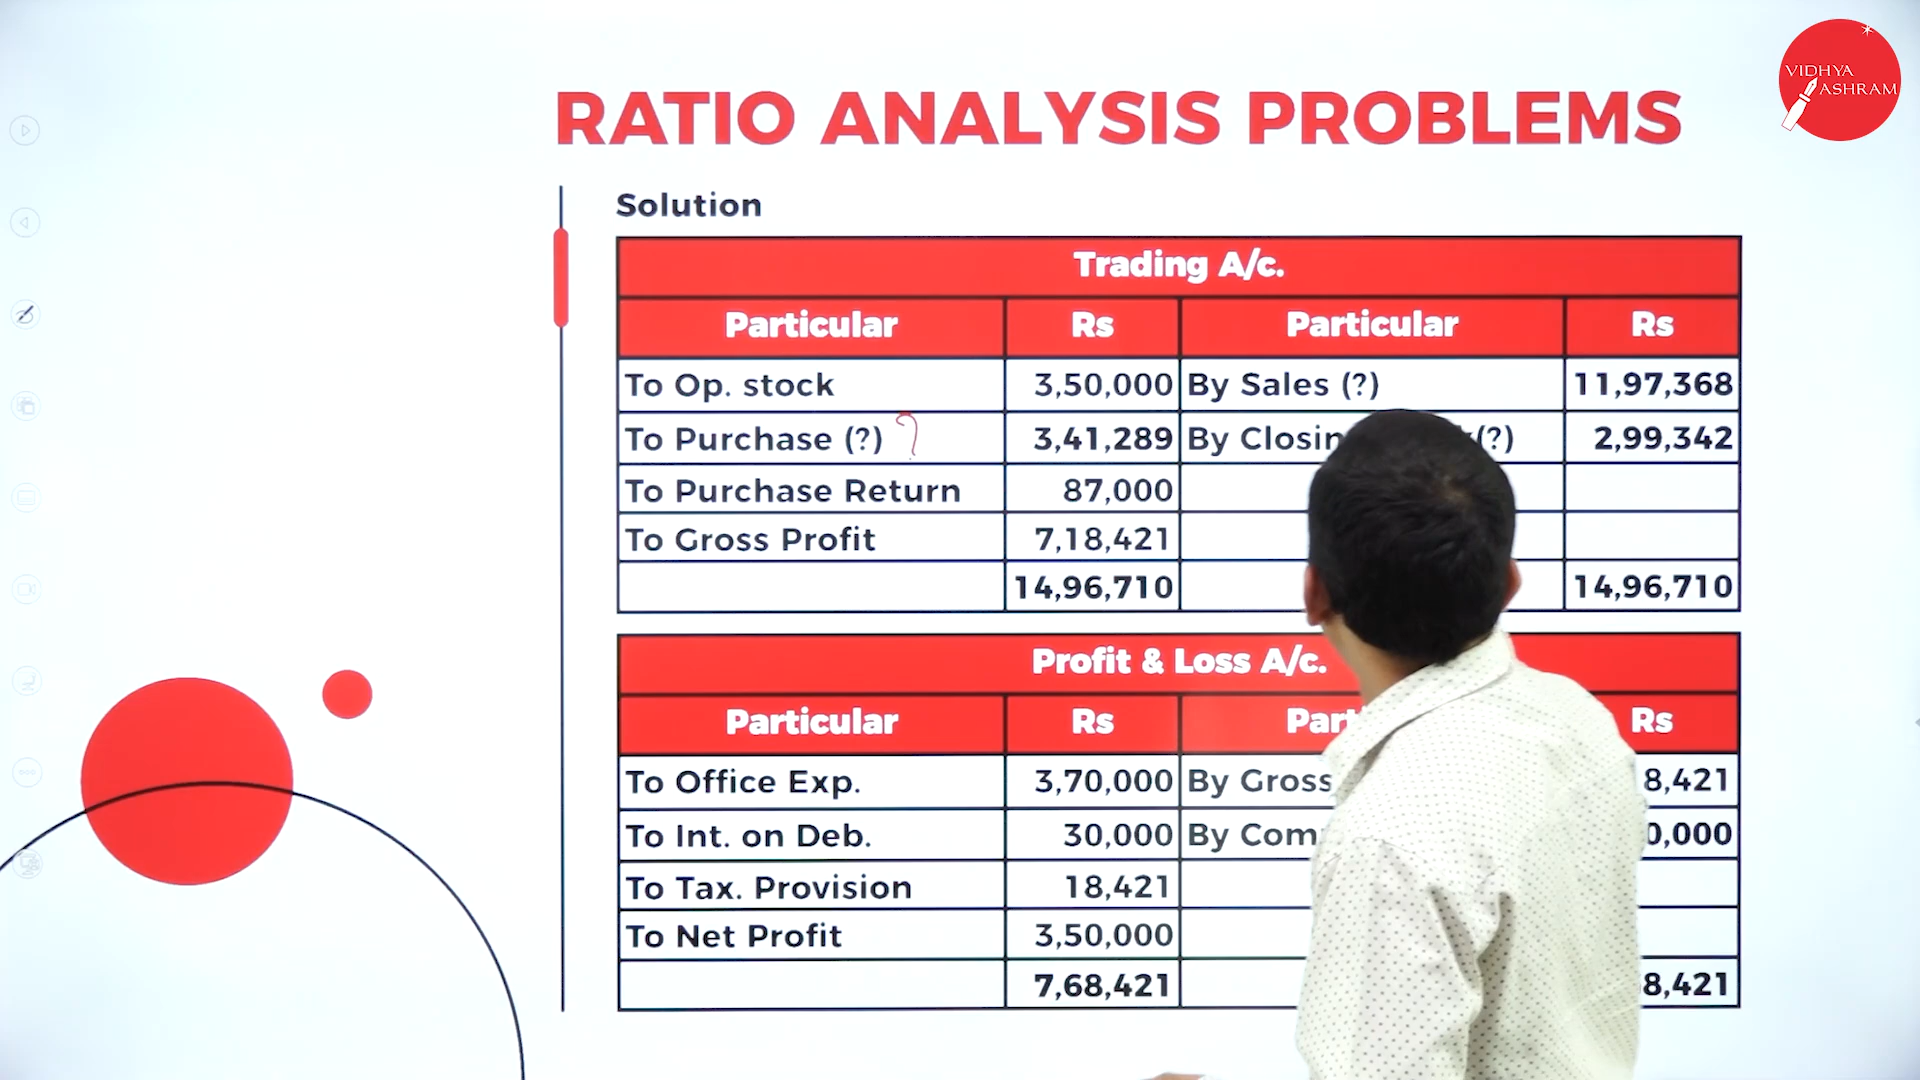 VIDHYA
ASHRAM
RATIO ANALYSIS PROBLEMS
Solution
Trading A/c.
Particular Rs Particular Rs
To Op. stock 3,50,000 By Sales (?) 11,97,368
To Purchase (?) ? 3,41,289 By (?) 2,99,342
To Purchase Return 87,000
To Gross Profit 7,18,421
14,96,710 14,96,710
Profit & Loss A/c.
Particular Rs Rs
To Office Exp. 3,70,000 By Gross 8,421
To Int. on Deb. 30,000 By 0,000
To Tax. Provision 18,421
To Net Profit 3,50,000
7,68,421 8,421